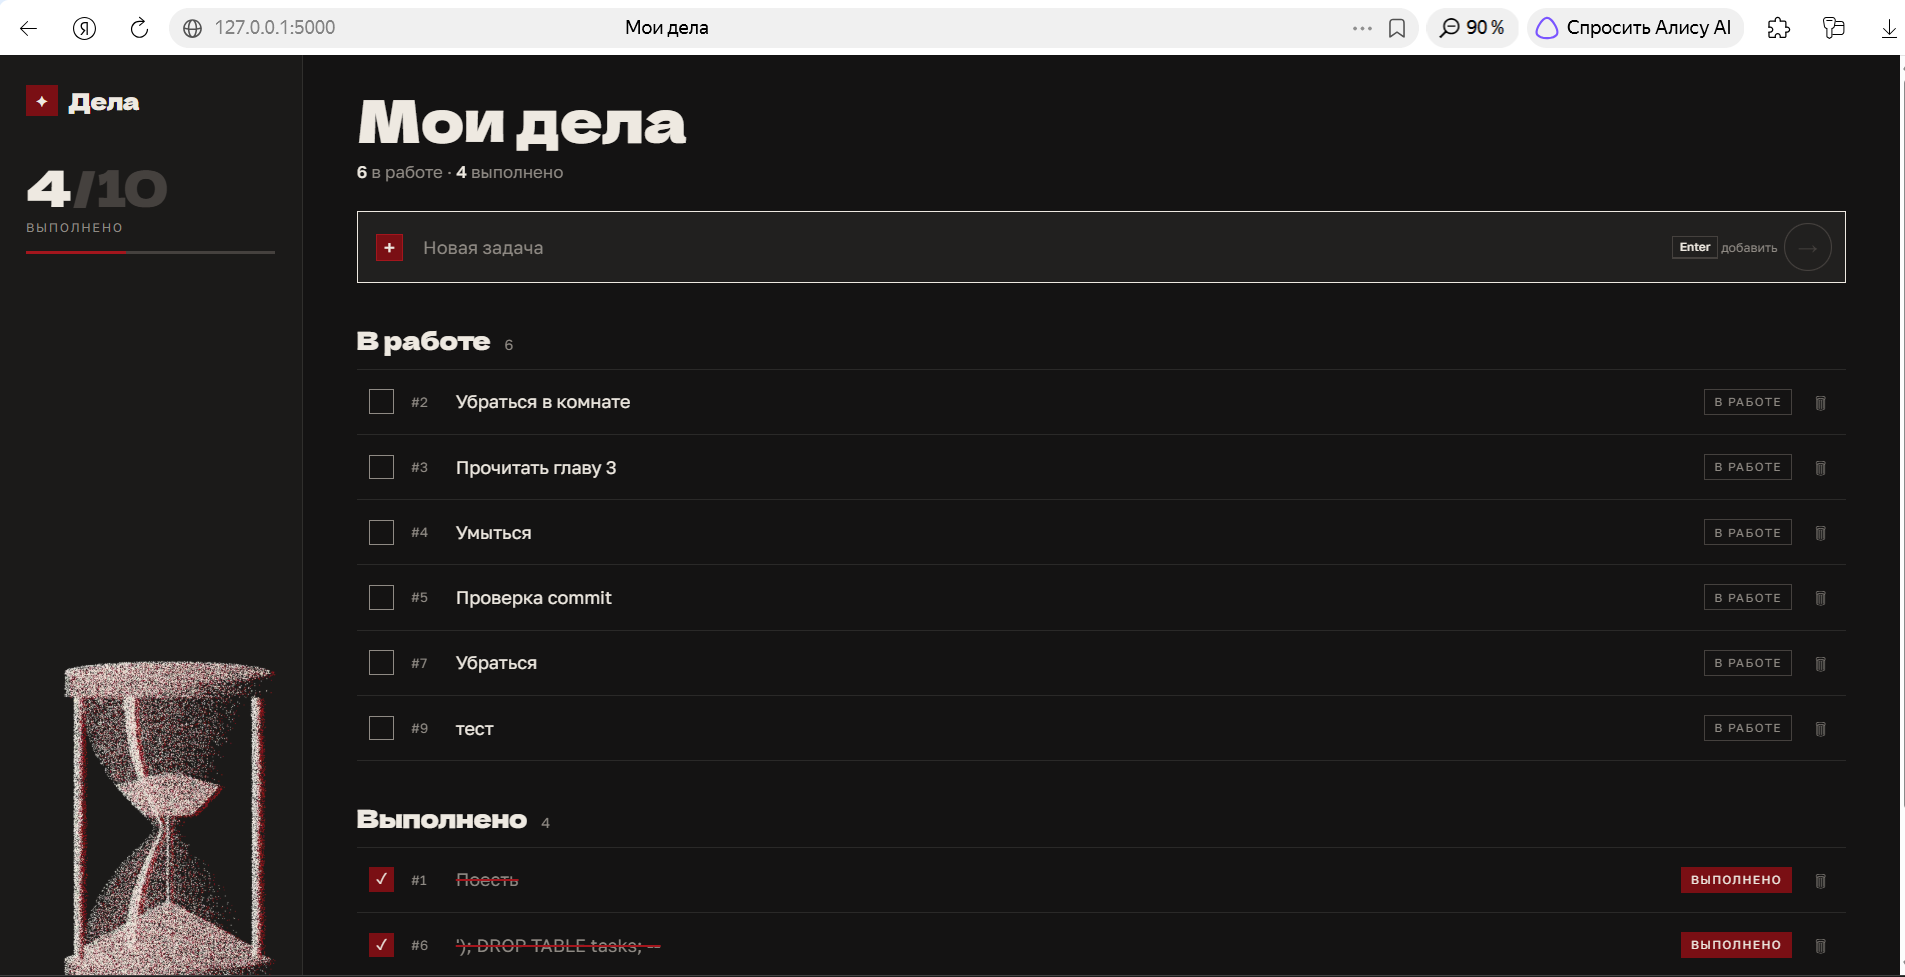 127.0.0.1:5000
Мои дела
90 %
Спросить Алису AI
Дела
4/10
ВЫПОЛНЕНО
Мои дела
6 в работе · 4 выполнено
Новая задача
Enter добавить
В работе 6
#2 Убраться в комнате В РАБОТЕ
#3 Прочитать главу 3 В РАБОТЕ
#4 Умыться В РАБОТЕ
#5 Проверка commit В РАБОТЕ
#7 Убраться В РАБОТЕ
#9 тест В РАБОТЕ
Выполнено 4
#1 Поесть ВЫПОЛНЕНО
#6 '); DROP TABLE tasks; -- ВЫПОЛНЕНО